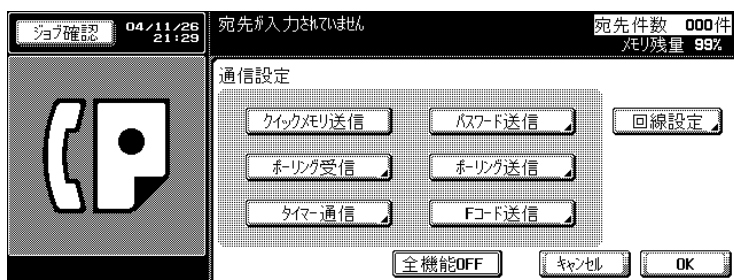 ジョブ確認 04/11/26 21:29
宛先が入力されていません
宛先件数 000件
メモリ残量 99%
通信設定
クイックメモリ送信 パスワード送信 回線設定
ポーリング受信 ポーリング送信
タイマー通信 Fコード送信
全機能OFF キャンセル OK